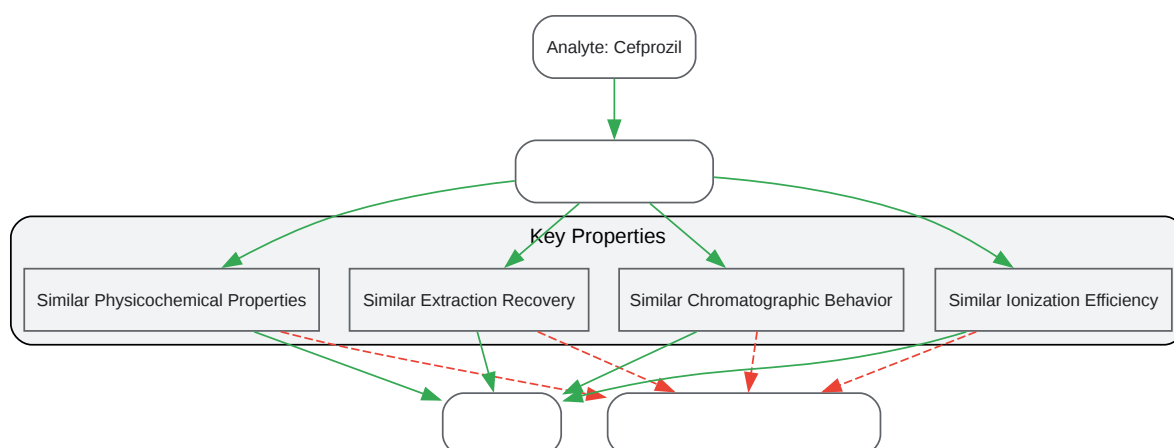 Analyte: Cefprozil
Key Properties
Similar Physicochemical Properties
Similar Extraction Recovery
Similar Chromatographic Behavior
Similar Ionization Efficiency